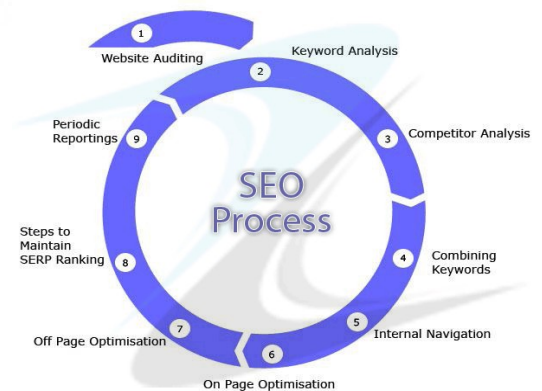 1
Website Auditing
2
Keyword Analysis
3
Competitor Analysis
4
Combining
Keywords
5
Internal Navigation
6
On Page Optimisation
7
Off Page Optimisation
8
Steps to
Maintain
SERP Ranking
9
Periodic
Reportings
SEO
Process